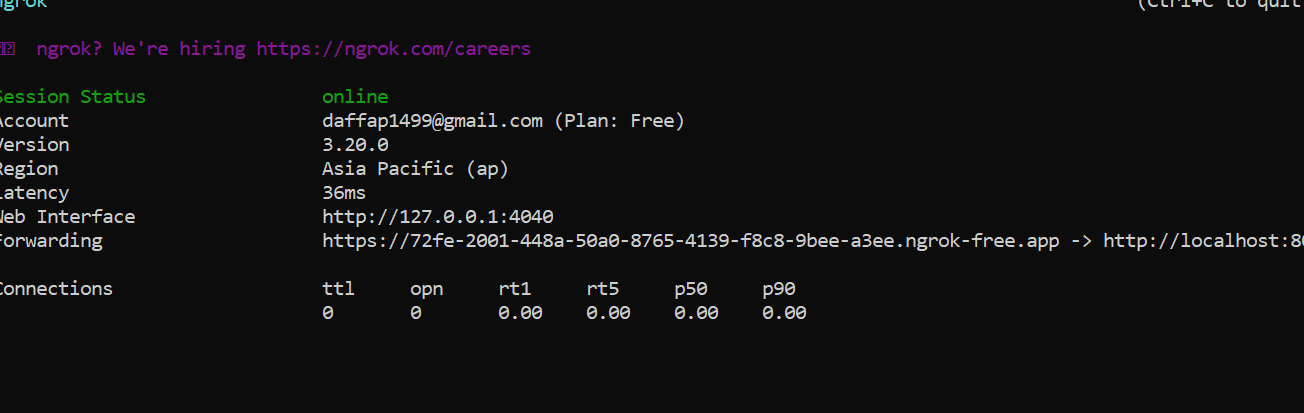 ngrok (Ctrl+C to quit
ngrok? We're hiring https://ngrok.com/careers
Session Status online
Account daffap1499@gmail.com (Plan: Free)
Version 3.20.0
Region Asia Pacific (ap)
Latency 36ms
Web Interface http://127.0.0.1:4040
Forwarding https://72fe-2001-448a-50a0-8765-4139-f8c8-9bee-a3ee.ngrok-free.app -> http://localhost:80
Connections ttl opn rt1 rt5 p50 p90
0 0 0.00 0.00 0.00 0.00